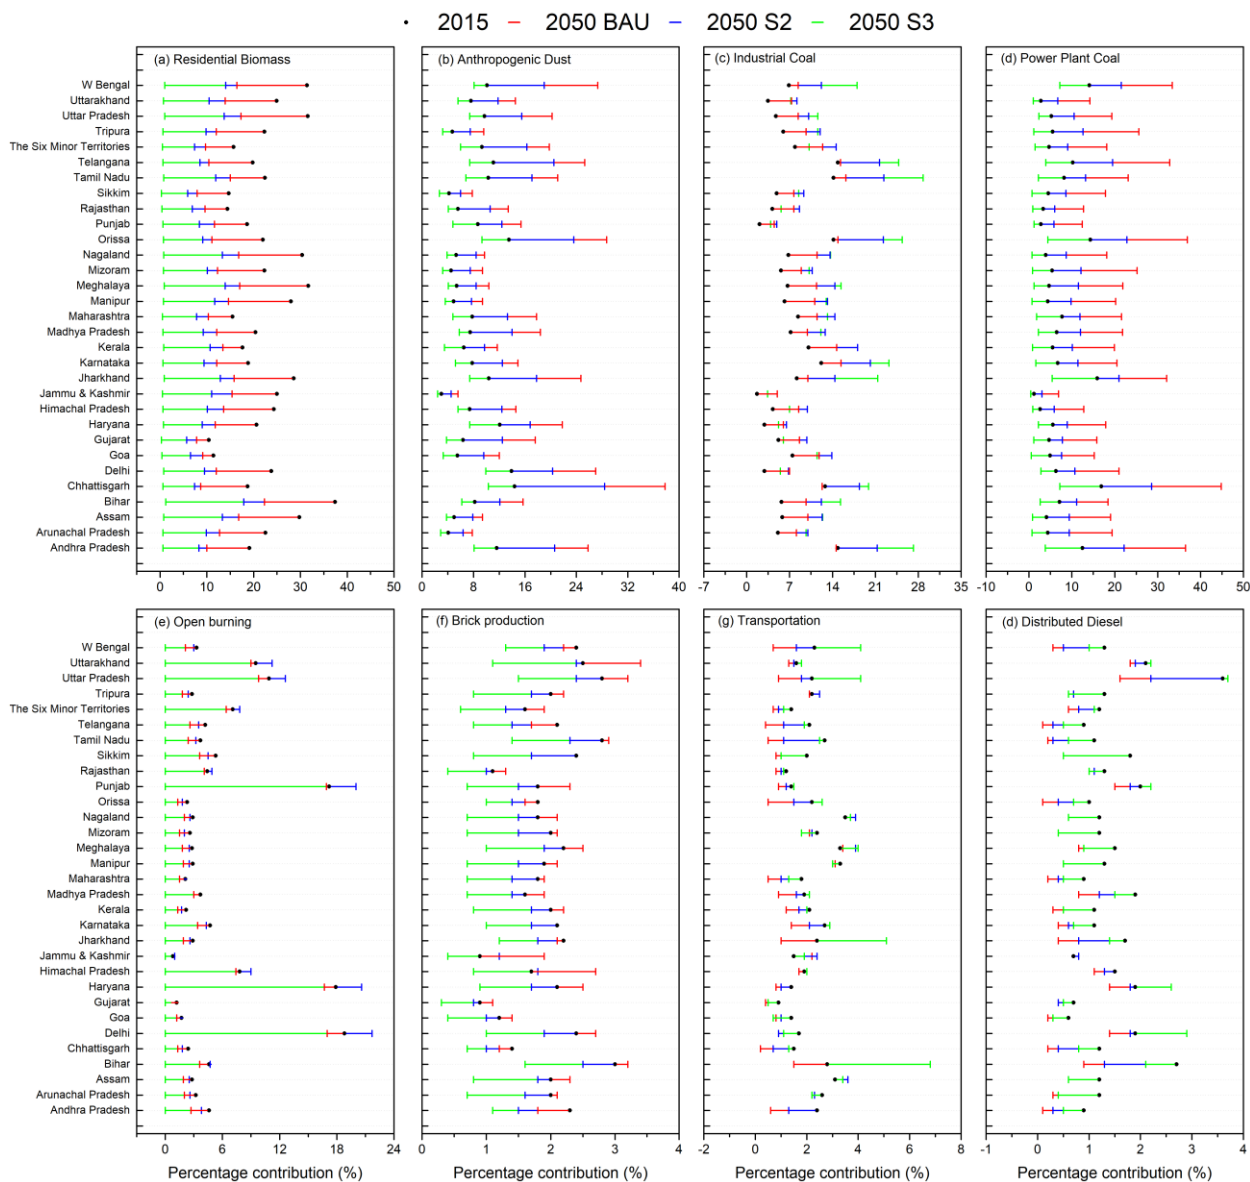 2015 2050 BAU 2050 S2 2050 S3
(a) Residential Biomass
(b) Anthropogenic Dust
(c) Industrial Coal
(d) Power Plant Coal
W Bengal
Uttarakhand
Uttar Pradesh
Tripura
The Six Minor Territories
Telangana
Tamil Nadu
Sikkim
Rajasthan
Punjab
Orissa
Nagaland
Mizoram
Meghalaya
Manipur
Maharashtra
Madhya Pradesh
Kerala
Karnataka
Jharkhand
Jammu & Kashmir
Himachal Pradesh
Haryana
Gujarat
Goa
Delhi
Chhattisgarh
Bihar
Assam
Arunachal Pradesh
Andhra Pradesh
0 10 20 30 40 50
0 8 16 24 32 40
-7 0 7 14 21 28 35
-10 0 10 20 30 40 50
(e) Open burning
(f) Brick production
(g) Transportation
(d) Distributed Diesel
W Bengal
Uttarakhand
Uttar Pradesh
Tripura
The Six Minor Territories
Telangana
Tamil Nadu
Sikkim
Rajasthan
Punjab
Orissa
Nagaland
Mizoram
Meghalaya
Manipur
Maharashtra
Madhya Pradesh
Kerala
Karnataka
Jharkhand
Jammu & Kashmir
Himachal Pradesh
Haryana
Gujarat
Goa
Delhi
Chhattisgarh
Bihar
Assam
Arunachal Pradesh
Andhra Pradesh
0 6 12 18 24
0 1 2 3 4
-2 0 2 4 6 8
-1 0 1 2 3 4
Percentage contribution (%)
Percentage contribution (%)
Percentage contribution (%)
Percentage contribution (%)